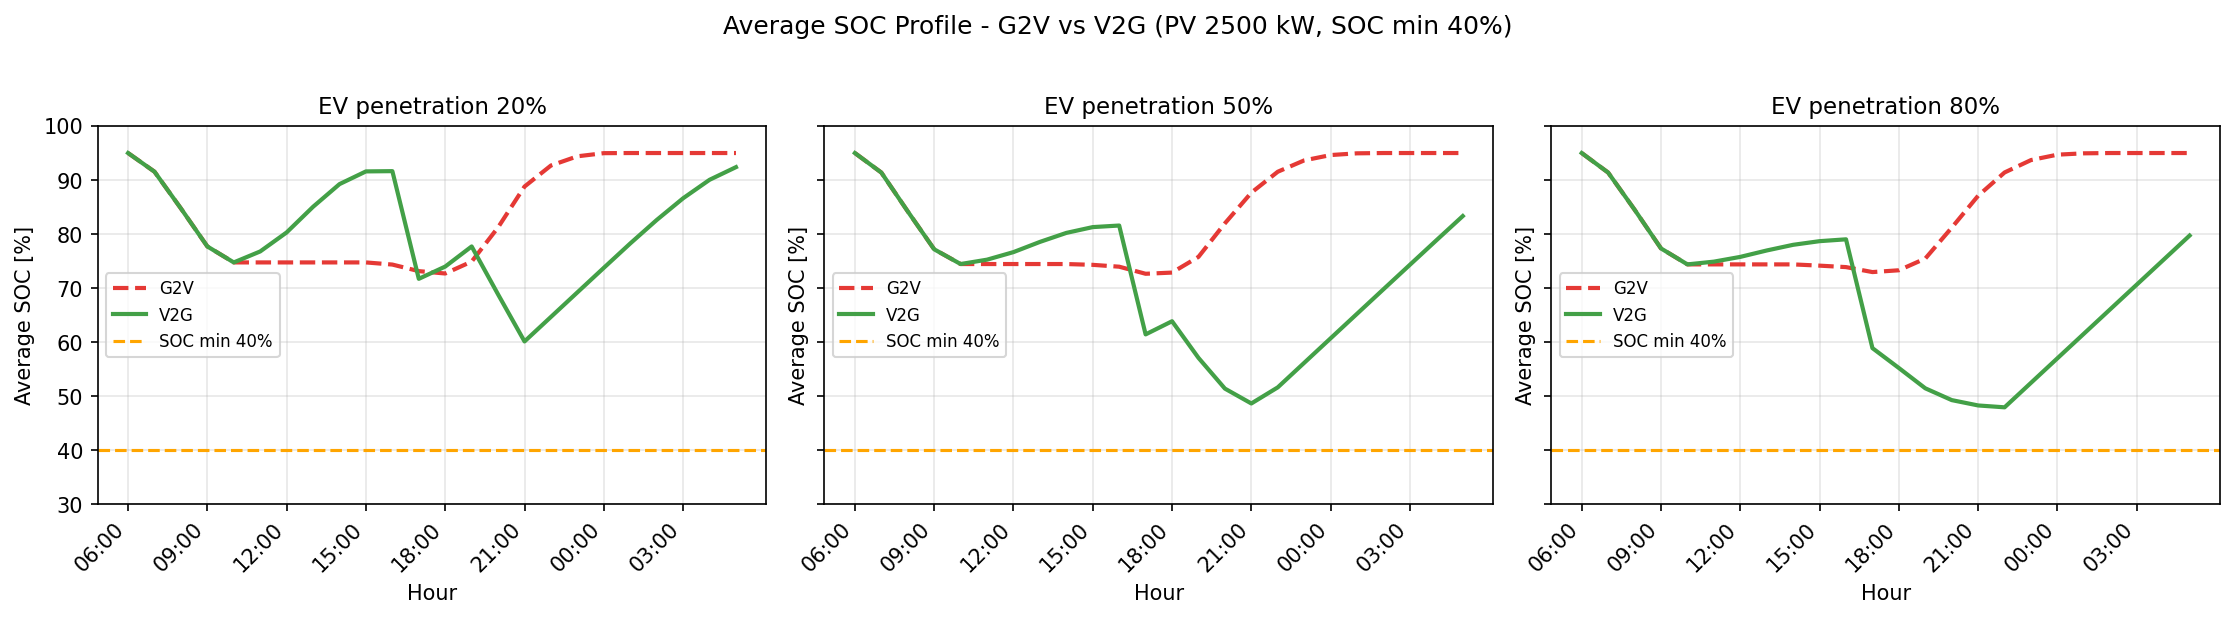 Average SOC Profile - G2V vs V2G (PV 2500 kW, SOC min 40%)
EV penetration 20%
Average SOC [%]
100
90
80
70
60
50
40
30
G2V
V2G
SOC min 40%
06:00 09:00 12:00 15:00 18:00 21:00 00:00 03:00
Hour
EV penetration 50%
Average SOC [%]
G2V
V2G
SOC min 40%
06:00 09:00 12:00 15:00 18:00 21:00 00:00 03:00
Hour
EV penetration 80%
Average SOC [%]
G2V
V2G
SOC min 40%
06:00 09:00 12:00 15:00 18:00 21:00 00:00 03:00
Hour